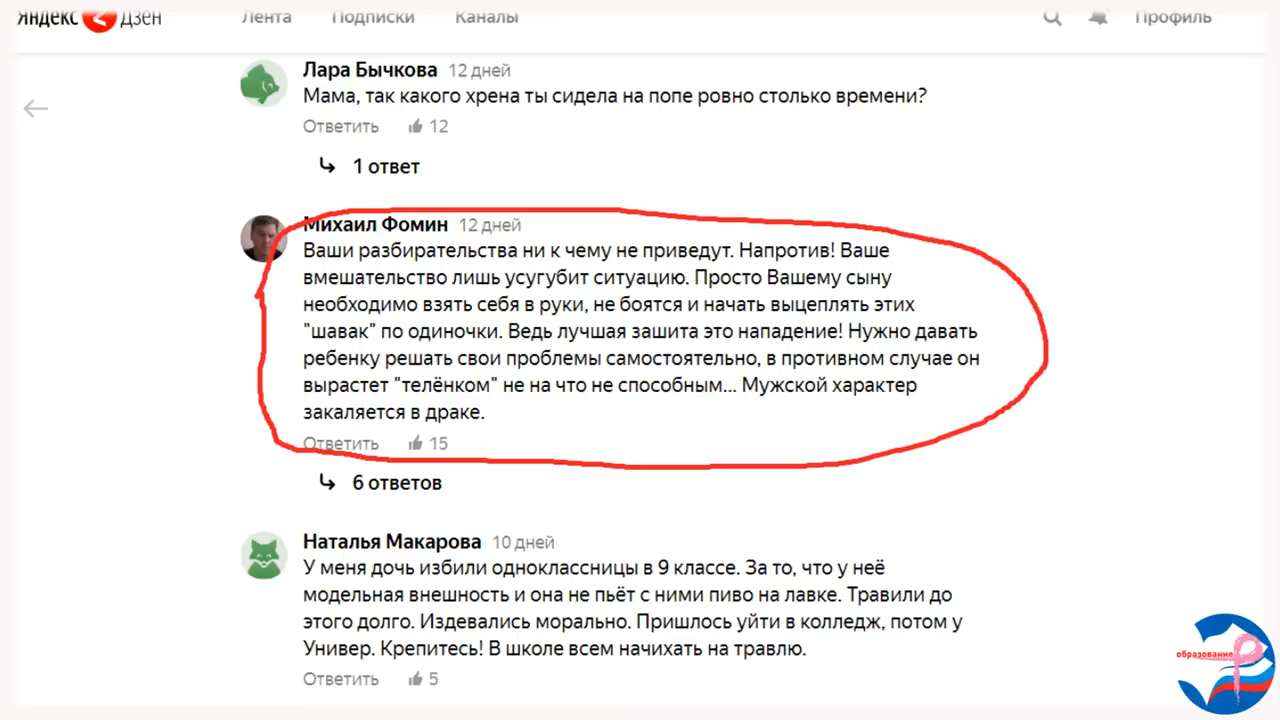 Яндекс Дзен
Лента Подписки Каналы Профиль
Лара Бычкова 12 дней
Мама, так какого хрена ты сидела на попе ровно столько времени?
Ответить 12
1 ответ
Михаил Фомин 12 дней
Ваши разбирательства ни к чему не приведут. Напротив! Ваше
вмешательство лишь усугубит ситуацию. Просто Вашему сыну
необходимо взять себя в руки, не боятся и начать выцеплять этих
"шавак" по одиночки. Ведь лучшая зашита это нападение! Нужно давать
ребенку решать свои проблемы самостоятельно, в противном случае он
вырастет "телёнком" не на что не способным... Мужской характер
закаляется в драке.
Ответить 15
6 ответов
Наталья Макарова 10 дней
У меня дочь избили одноклассницы в 9 классе. За то, что у неё
модельная внешность и она не пьёт с ними пиво на лавке. Травили до
этого долго. Издевались морально. Пришлось уйти в колледж, потом у
Универ. Крепитесь! В школе всем начихать на травлю.
Ответить 5
образование